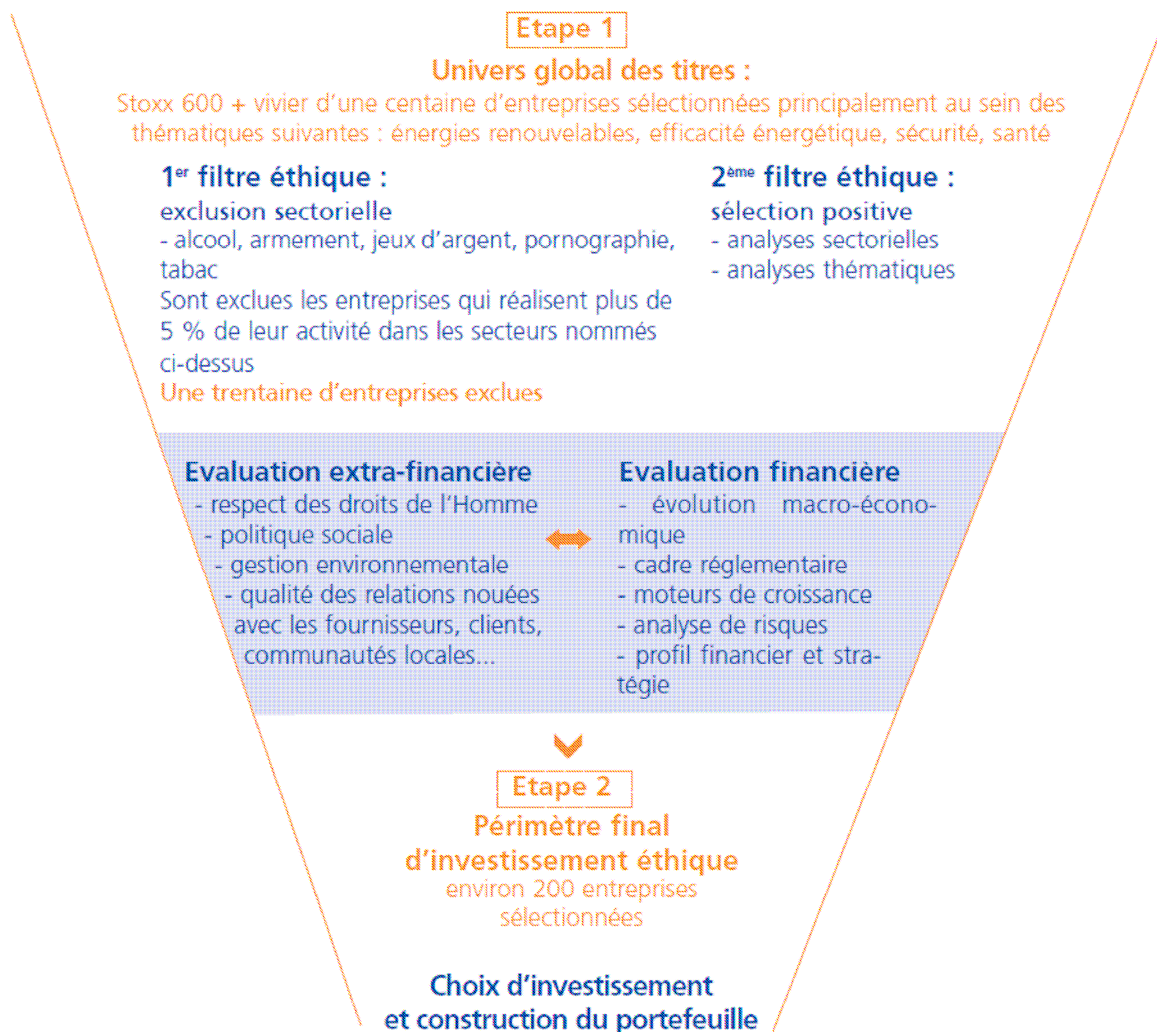 Etape 1
Univers global des titres :
Stoxx 600 + vivier d'une centaine d'entreprises sélectionnées principalement au sein des
thématiques suivantes : énergies renouvelables, efficacité énergétique, sécurité, santé
1er filtre éthique :
exclusion sectorielle
- alcool, armement, jeux d'argent, pornographie,
tabac
Sont exclues les entreprises qui réalisent plus de
5 % de leur activité dans les secteurs nommés
ci-dessus
Une trentaine d'entreprises exclues
2ème filtre éthique :
sélection positive
- analyses sectorielles
- analyses thématiques
Evaluation extra-financière
- respect des droits de l'Homme
- politique sociale
- gestion environnementale
- qualité des relations nouées
avec les fournisseurs, clients,
communautés locales...
Evaluation financière
- évolution macro-écono-
mique
- cadre réglementaire
- moteurs de croissance
- analyse de risques
- profil financier et stra-
tégie
Etape 2
Périmètre final
d'investissement éthique
environ 200 entreprises
sélectionnées
Choix d'investissement
et construction du portefeuille